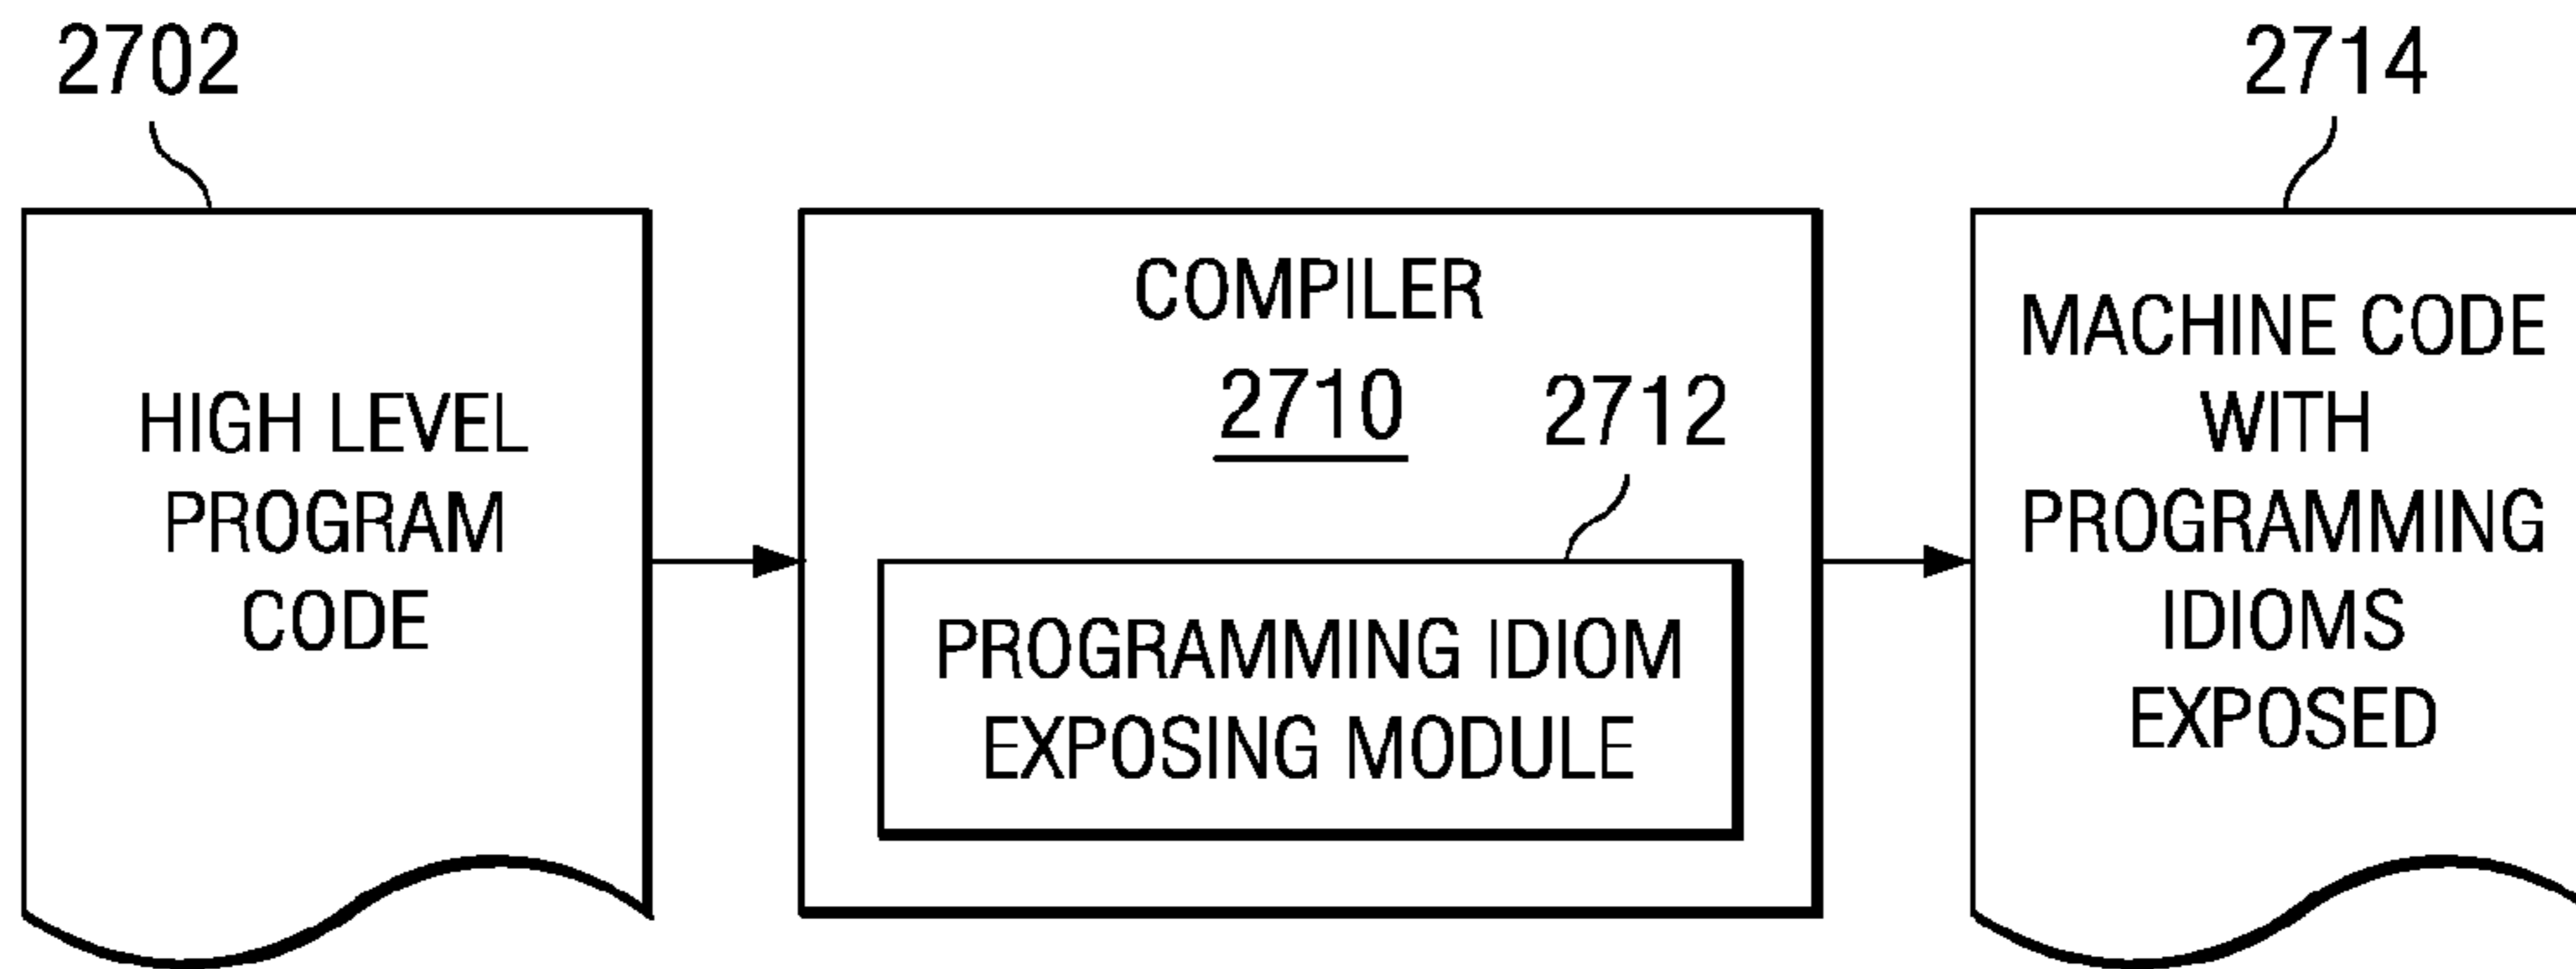 2702
HIGH LEVEL
PROGRAM
CODE
COMPILER
2710
2712
PROGRAMMING IDIOM
EXPOSING MODULE
2714
MACHINE CODE
WITH
PROGRAMMING
IDIOMS
EXPOSED